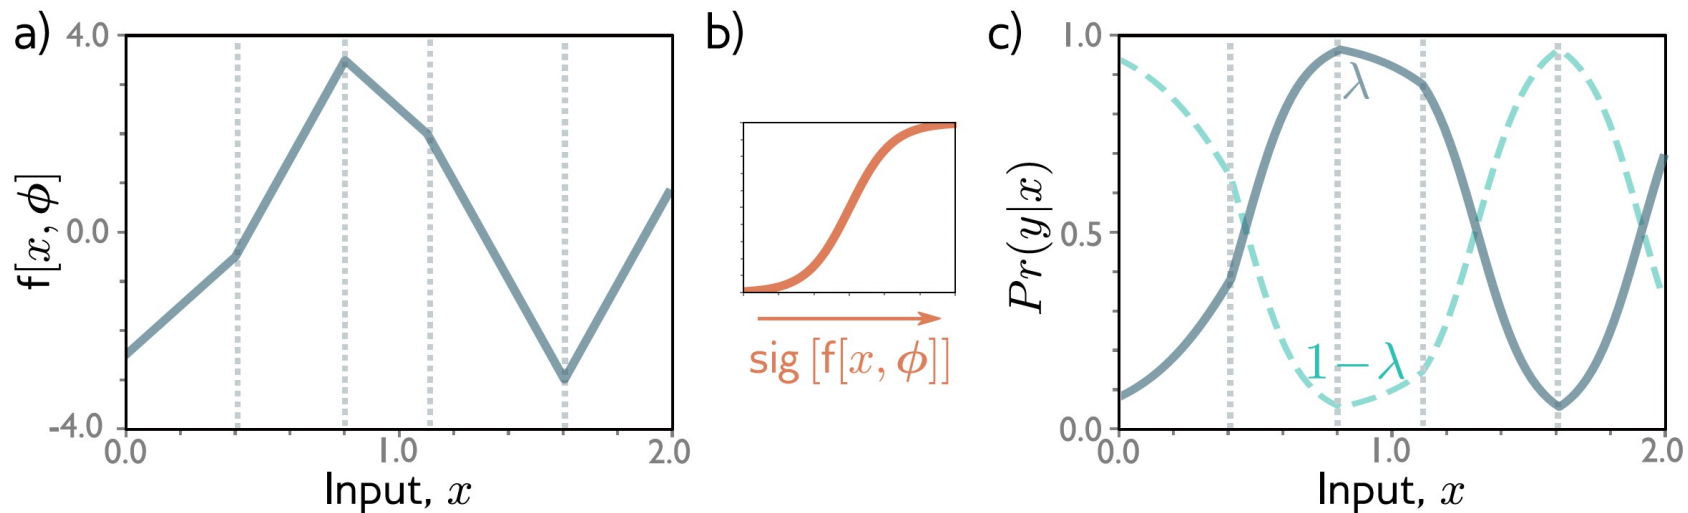 a)
4.0
0.0
-4.0
f[x, ϕ]
0.0 1.0 2.0
Input, x
b)
sig [f[x, ϕ]]
c)
1.0
0.5
0.0
Pr(y|x)
λ
1−λ
0.0 1.0 2.0
Input, x